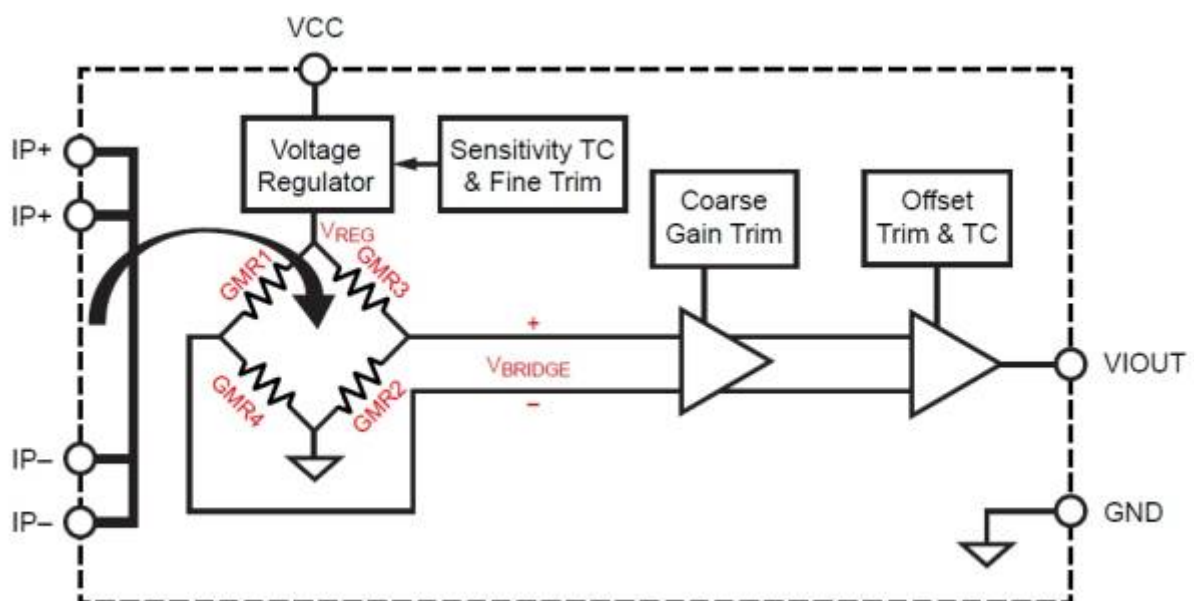 VCC
IP+
IP+
Voltage
Regulator
Sensitivity TC
& Fine Trim
Coarse
Gain Trim
Offset
Trim & TC
VREG
GMR1
GMR3
GMR4
GMR2
+
VBRIDGE
–
VIOUT
IP–
IP–
GND